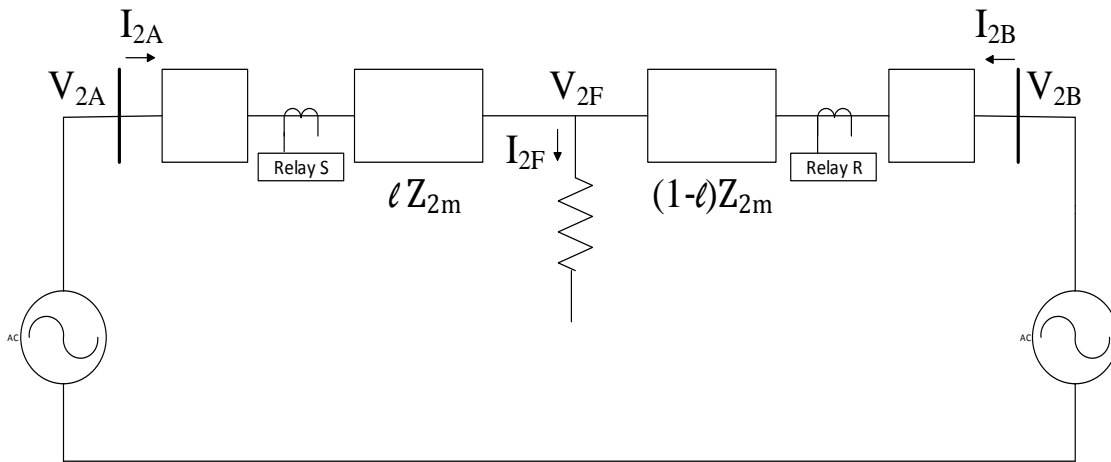 I2A
I2B
V2A
V2F
V2B
I2F
Relay S
Relay R
ℓ Z2m
(1-ℓ)Z2m
AC
AC